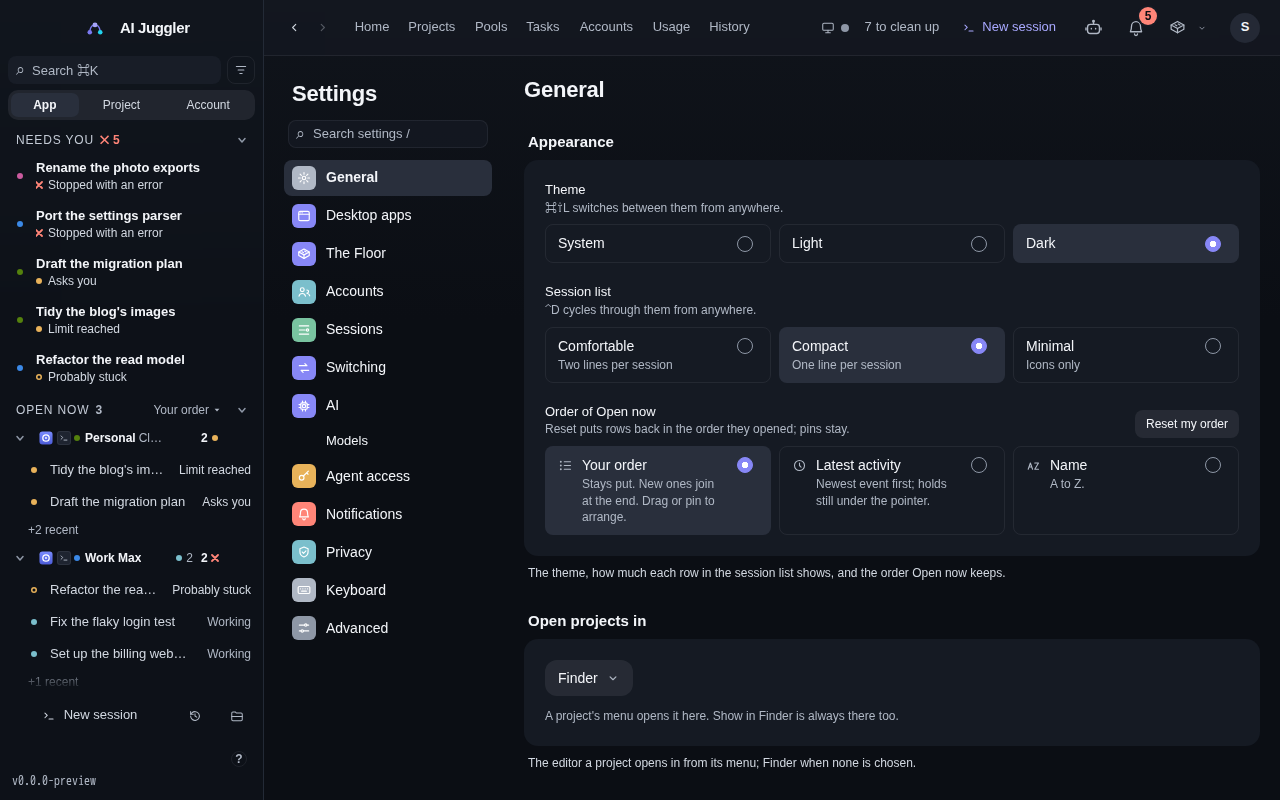 AI Juggler
Search ⌘K
App Project Account
NEEDS YOU 5
Rename the photo exports
Stopped with an error
Port the settings parser
Stopped with an error
Draft the migration plan
Asks you
Tidy the blog's images
Limit reached
Refactor the read model
Probably stuck
OPEN NOW 3 Your order
Personal Cl… 2
Tidy the blog's im… Limit reached
Draft the migration plan Asks you
+2 recent
Work Max 2 2
Refactor the rea… Probably stuck
Fix the flaky login test Working
Set up the billing web… Working
+1 recent
New session
?
v0.0.0-preview
Home Projects Pools Tasks Accounts Usage History
7 to clean up
New session
5
S
Settings
Search settings /
General
Desktop apps
The Floor
Accounts
Sessions
Switching
AI
Models
Agent access
Notifications
Privacy
Keyboard
Advanced
General
Appearance
Theme
⌘⇧L switches between them from anywhere.
System Light Dark
Session list
^D cycles through them from anywhere.
Comfortable
Two lines per session
Compact
One line per session
Minimal
Icons only
Order of Open now
Reset puts rows back in the order they opened; pins stay.
Reset my order
Your order
Stays put. New ones join
at the end. Drag or pin to
arrange.
Latest activity
Newest event first; holds
still under the pointer.
AZ Name
A to Z.
The theme, how much each row in the session list shows, and the order Open now keeps.
Open projects in
Finder
A project's menu opens it here. Show in Finder is always there too.
The editor a project opens in from its menu; Finder when none is chosen.